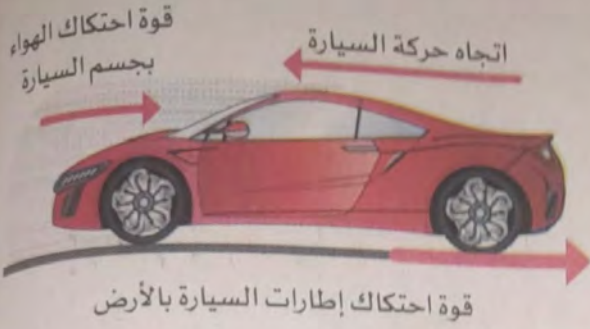 قوة احتكاك الهواء
بجسم السيارة
اتجاه حركة السيارة
قوة احتكاك إطارات السيارة بالأرض